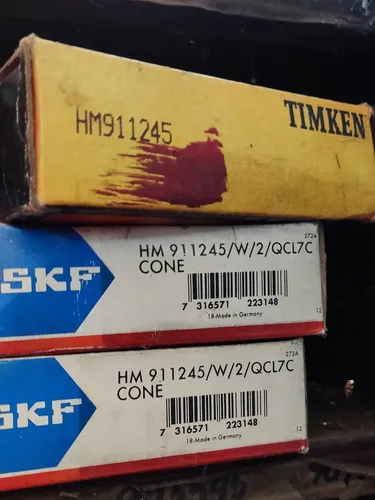 HM911245
TIMKEN
272A
SKF
HM 911245/W/2/QCL7C
CONE
7 316571 223148
18-Made in Germany
12
272A
SKF
HM 911245/W/2/QCL7C
CONE
7 316571 223148
18-Made in Germany
12